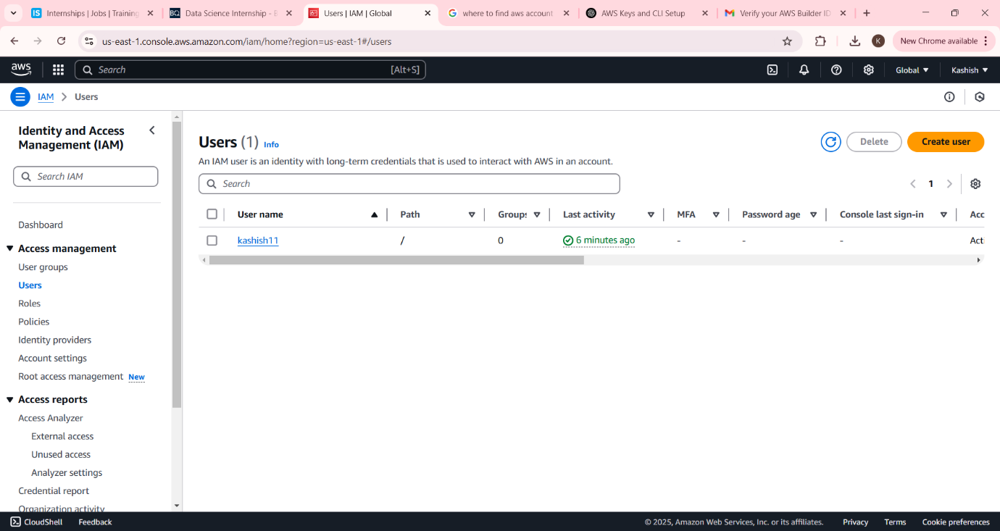 Internships | Jobs | Training
Data Science Internship - B
Users | IAM | Global
where to find aws account
AWS Keys and CLI Setup
Verify your AWS Builder ID
us-east-1.console.aws.amazon.com/iam/home?region=us-east-1#/users
K
New Chrome available
aws
Search
[Alt+S]
Global
Kashish
IAM
Users
Identity and Access
Management (IAM)
Search IAM
Dashboard
Access management
User groups
Users
Roles
Policies
Identity providers
Account settings
Root access management New
Access reports
Access Analyzer
External access
Unused access
Analyzer settings
Credential report
Organization activity
Users (1) Info
Delete
Create user
An IAM user is an identity with long-term credentials that is used to interact with AWS in an account.
Search
1
User name Path Groups Last activity MFA Password age Console last sign-in Acc
kashish11 / 0 6 minutes ago - - - Acti
CloudShell Feedback © 2025, Amazon Web Services, Inc. or its affiliates. Privacy Terms Cookie preferences